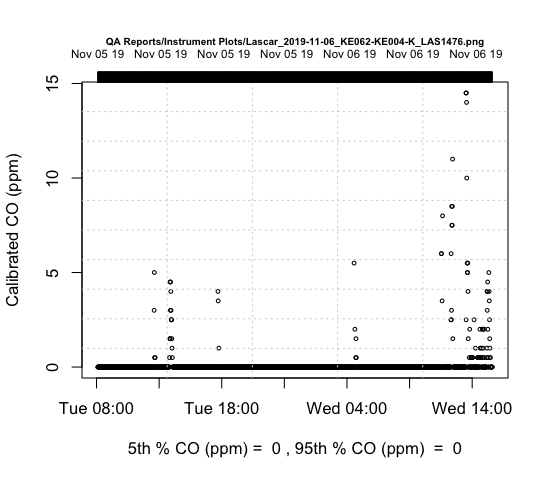 QA Reports/Instrument Plots/Lascar_2019-11-06_KE062-KE004-K_LAS1476.png
Nov 05 19 Nov 05 19 Nov 05 19 Nov 05 19 Nov 06 19 Nov 06 19 Nov 06 19
15
10
5
0
Calibrated CO (ppm)
Tue 08:00 Tue 18:00 Wed 04:00 Wed 14:00
5th % CO (ppm) = 0 , 95th % CO (ppm) = 0